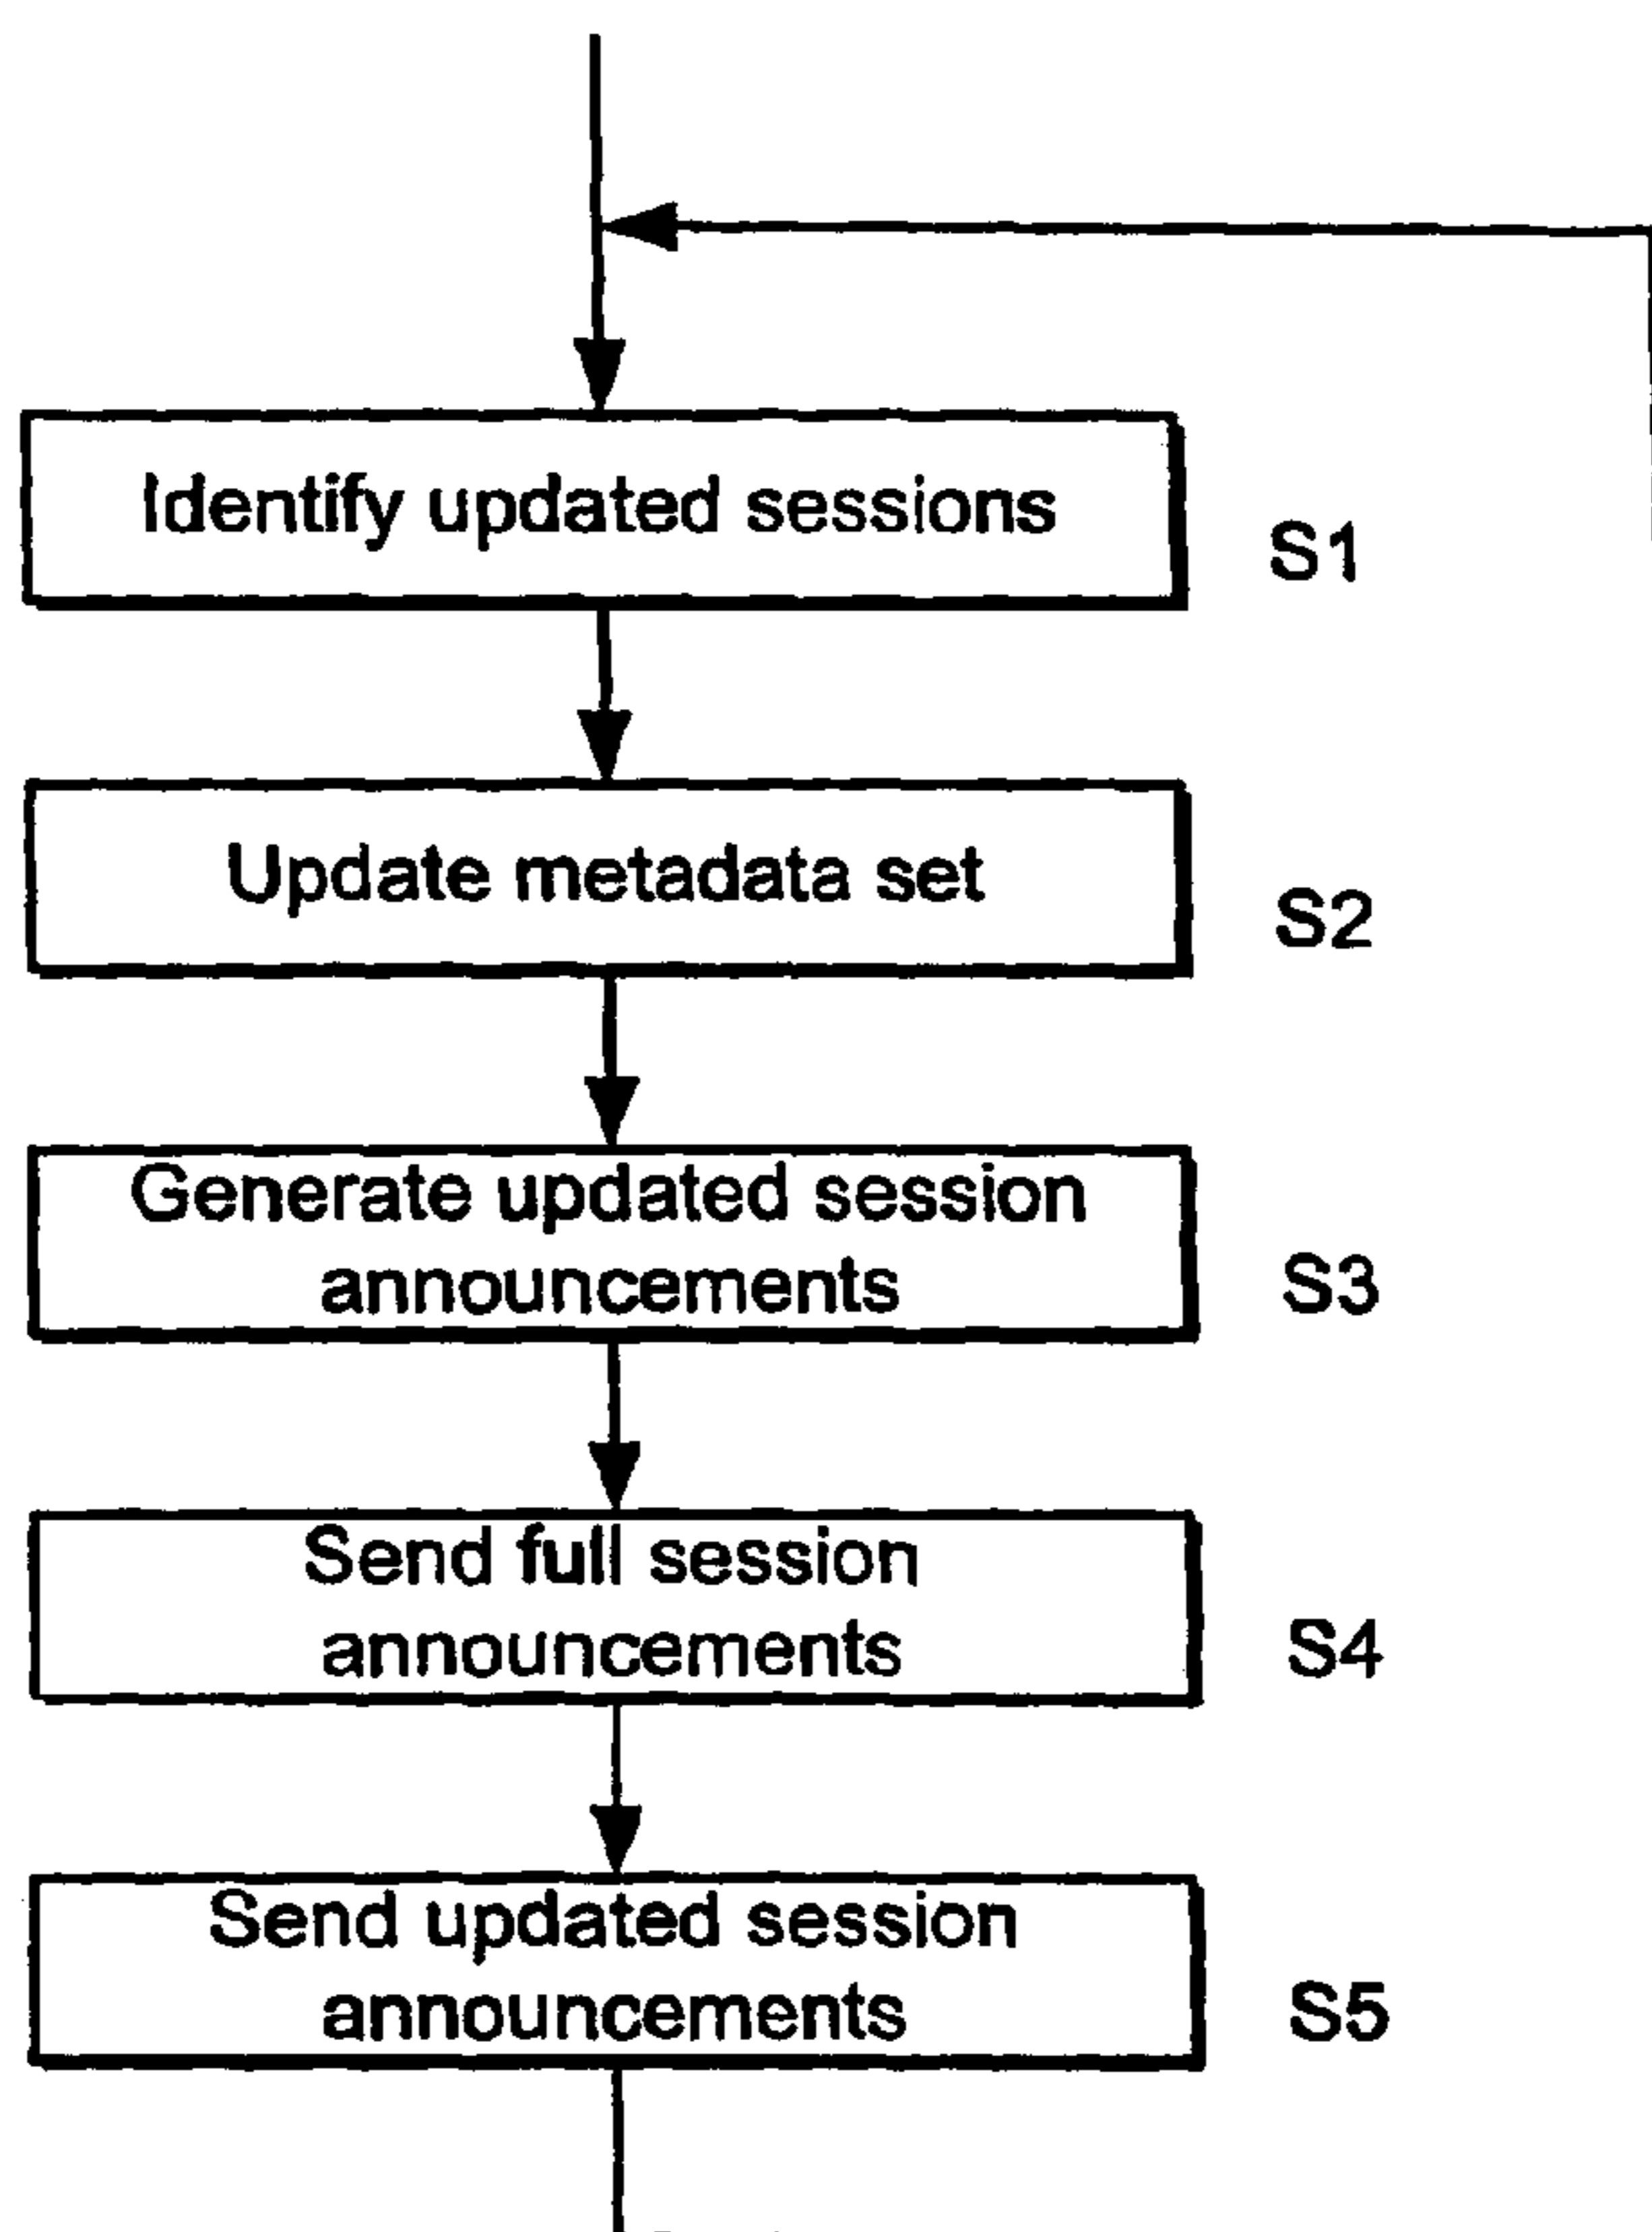 Identify updated sessions
S1
Update metadata set
S2
Generate updated session
announcements
S3
Send full session
announcements
S4
Send updated session
announcements
S5